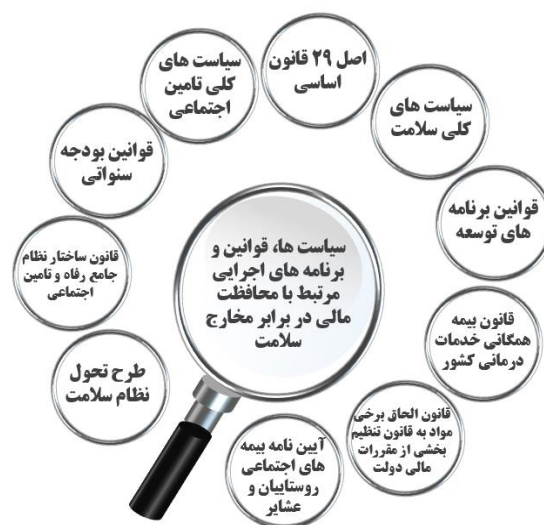 سیاست ها، قوانین و
برنامه های اجرایی
مرتبط با محافظت
مالی در برابر مخارج
سلامت
اصل ۲۹ قانون
اساسی
سیاست های
کلی سلامت
قوانین برنامه
های توسعه
قانون بیمه
همگانی خدمات
درمانی کشور
قانون الحاق برخی
مواد به قانون تنظیم
بخشی از مقررات
مالی دولت
آیین نامه بیمه
های اجتماعی
روستاییان و
عشایر
طرح تحول
نظام سلامت
قانون ساختار نظام
جامع رفاه و تامین
اجتماعی
قوانین بودجه
سنواتی
سیاست های
کلی تامین
اجتماعی